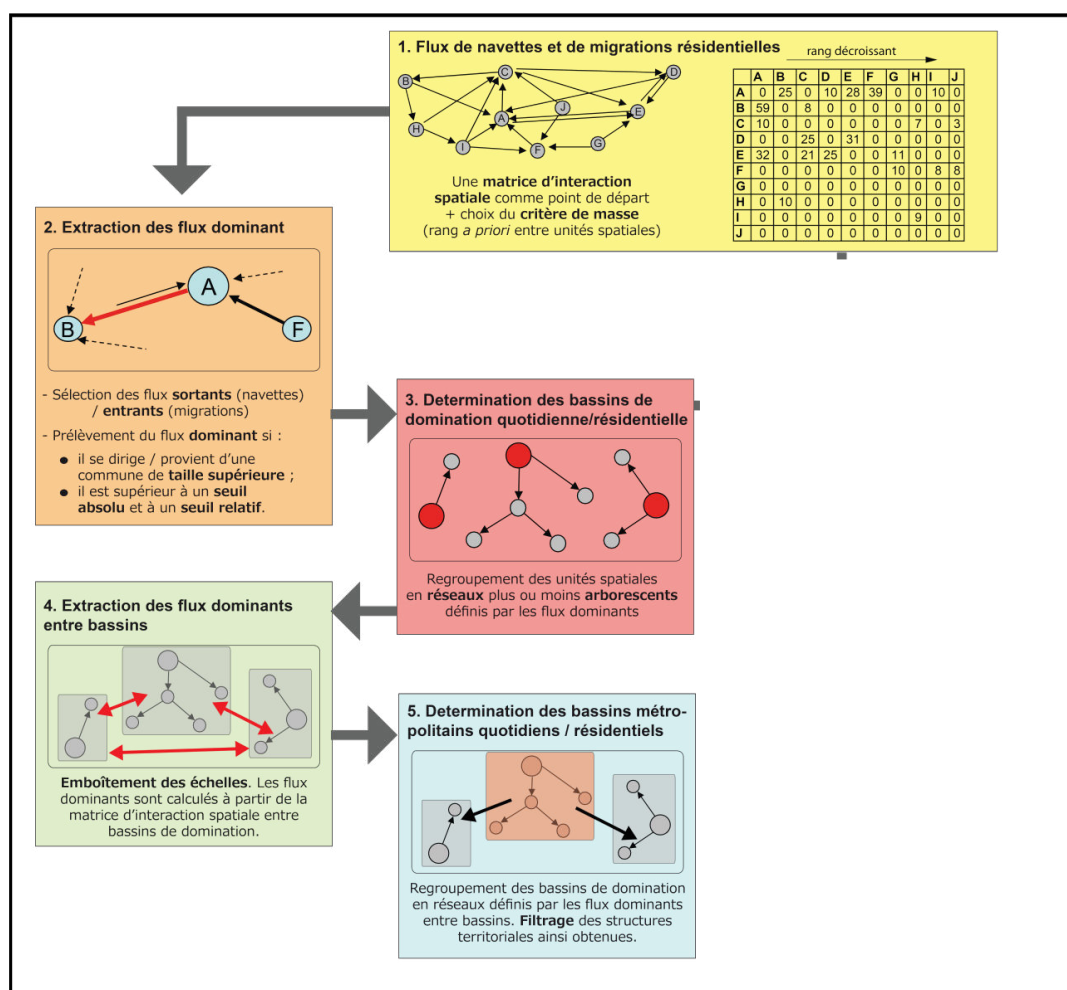 1. Flux de navettes et de migrations résidentielles
rang décroissant
B
C
D
A
J
E
H
I
F
G
A B C D E F G H I J
A 0 25 0 10 28 39 0 0 10 0
B 59 0 8 0 0 0 0 0 0 0
C 10 0 0 0 0 0 0 7 0 3
D 0 0 25 0 31 0 0 0 0 0
E 32 0 21 25 0 0 11 0 0 0
F 0 0 0 0 0 0 10 0 8 8
G 0 0 0 0 0 0 0 0 0 0
H 0 10 0 0 0 0 0 0 0 0
I 0 0 0 0 0 0 0 9 0 0
J 0 0 0 0 0 0 0 0 0 0
Une matrice d'interaction
spatiale comme point de départ
+ choix du critère de masse
(rang a priori entre unités spatiales)
2. Extraction des flux dominant
A
B
F
- Sélection des flux sortants (navettes)
/ entrants (migrations)
- Prélèvement du flux dominant si :
● il se dirige / provient d'une
commune de taille supérieure ;
● il est supérieur à un seuil
absolu et à un seuil relatif.
3. Determination des bassins de
domination quotidienne/résidentielle
Regroupement des unités spatiales
en réseaux plus ou moins arborescents
définis par les flux dominants
4. Extraction des flux dominants
entre bassins
Emboîtement des échelles. Les flux
dominants sont calculés à partir de la
matrice d'interaction spatiale entre
bassins de domination.
5. Determination des bassins métro-
politains quotidiens / résidentiels
Regroupement des bassins de domination
en réseaux définis par les flux dominants
entre bassins. Filtrage des structures
territoriales ainsi obtenues.